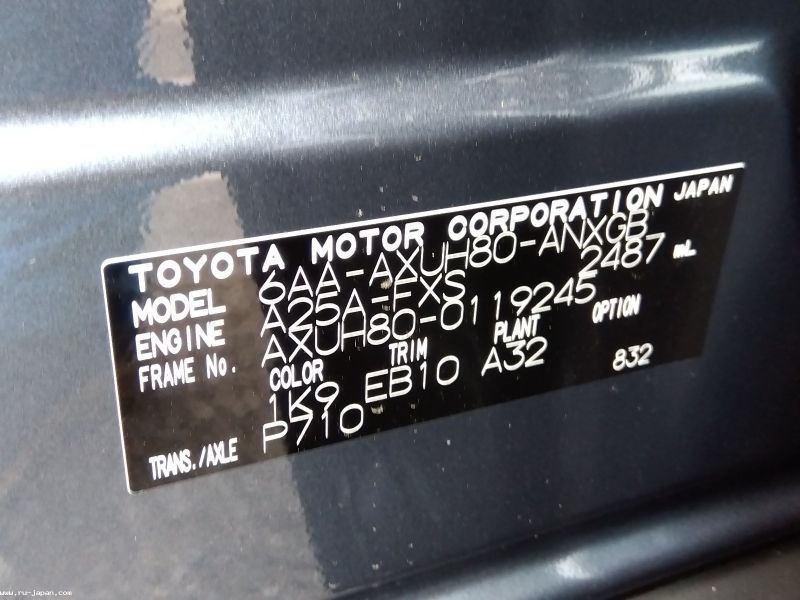 TOYOTA MOTOR CORPORATION JAPAN
MODEL 6AA-AXUH80-ANXGB
ENGINE A25A-FXS 2487 mL
FRAME No. AXUH80-0119245
COLOR TRIM PLANT OPTION
1K9 EB10 A32 832
TRANS./AXLE P710
www.ru-japan.com